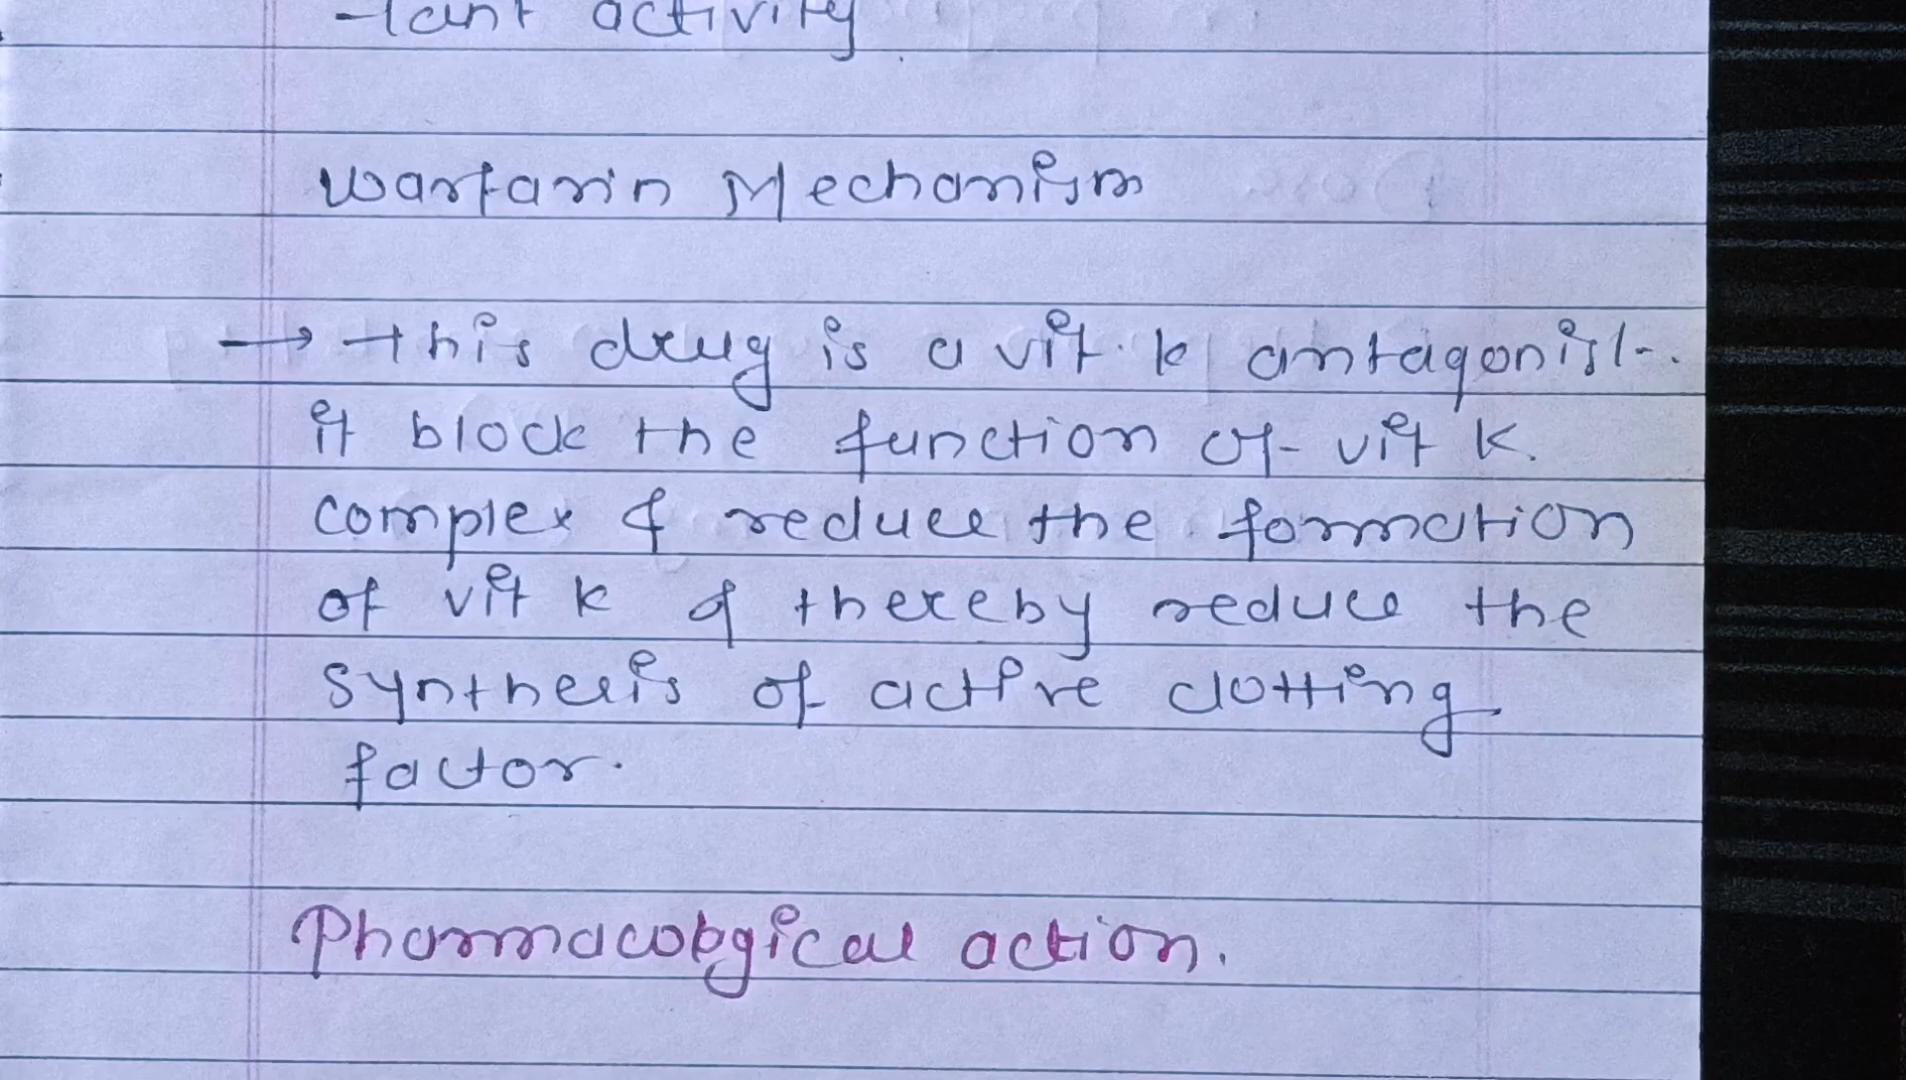 -lant activity
Warfarin Mechanism
→ this drug is a vit. k antagonist.
it block the function of vit K.
complex & reduce the formation
of vit k & thereby reduce the
synthesis of active clotting
factor.
Pharmacological action.